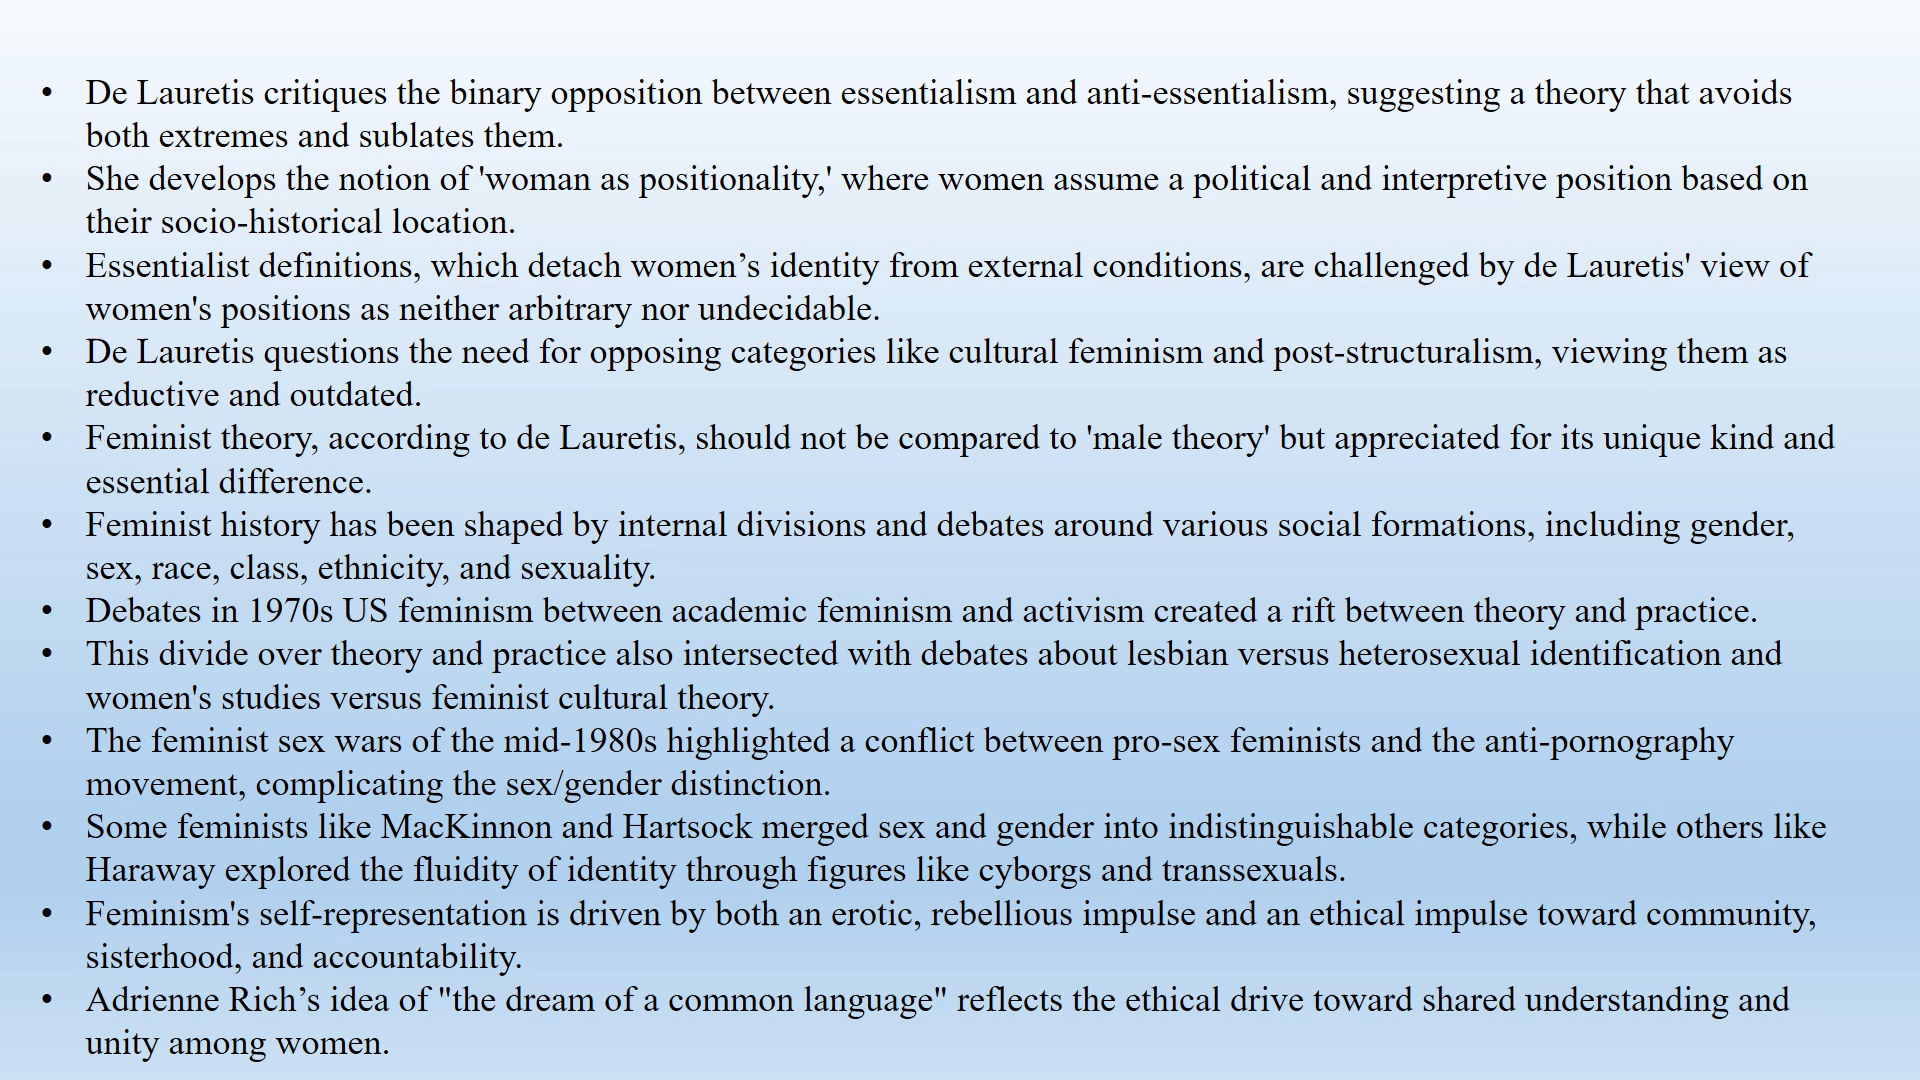 • De Lauretis critiques the binary opposition between essentialism and anti-essentialism, suggesting a theory that avoids
both extremes and sublates them.
• She develops the notion of 'woman as positionality,' where women assume a political and interpretive position based on
their socio-historical location.
• Essentialist definitions, which detach women’s identity from external conditions, are challenged by de Lauretis' view of
women's positions as neither arbitrary nor undecidable.
• De Lauretis questions the need for opposing categories like cultural feminism and post-structuralism, viewing them as
reductive and outdated.
• Feminist theory, according to de Lauretis, should not be compared to 'male theory' but appreciated for its unique kind and
essential difference.
• Feminist history has been shaped by internal divisions and debates around various social formations, including gender,
sex, race, class, ethnicity, and sexuality.
• Debates in 1970s US feminism between academic feminism and activism created a rift between theory and practice.
• This divide over theory and practice also intersected with debates about lesbian versus heterosexual identification and
women's studies versus feminist cultural theory.
• The feminist sex wars of the mid-1980s highlighted a conflict between pro-sex feminists and the anti-pornography
movement, complicating the sex/gender distinction.
• Some feminists like MacKinnon and Hartsock merged sex and gender into indistinguishable categories, while others like
Haraway explored the fluidity of identity through figures like cyborgs and transsexuals.
• Feminism's self-representation is driven by both an erotic, rebellious impulse and an ethical impulse toward community,
sisterhood, and accountability.
• Adrienne Rich’s idea of "the dream of a common language" reflects the ethical drive toward shared understanding and
unity among women.